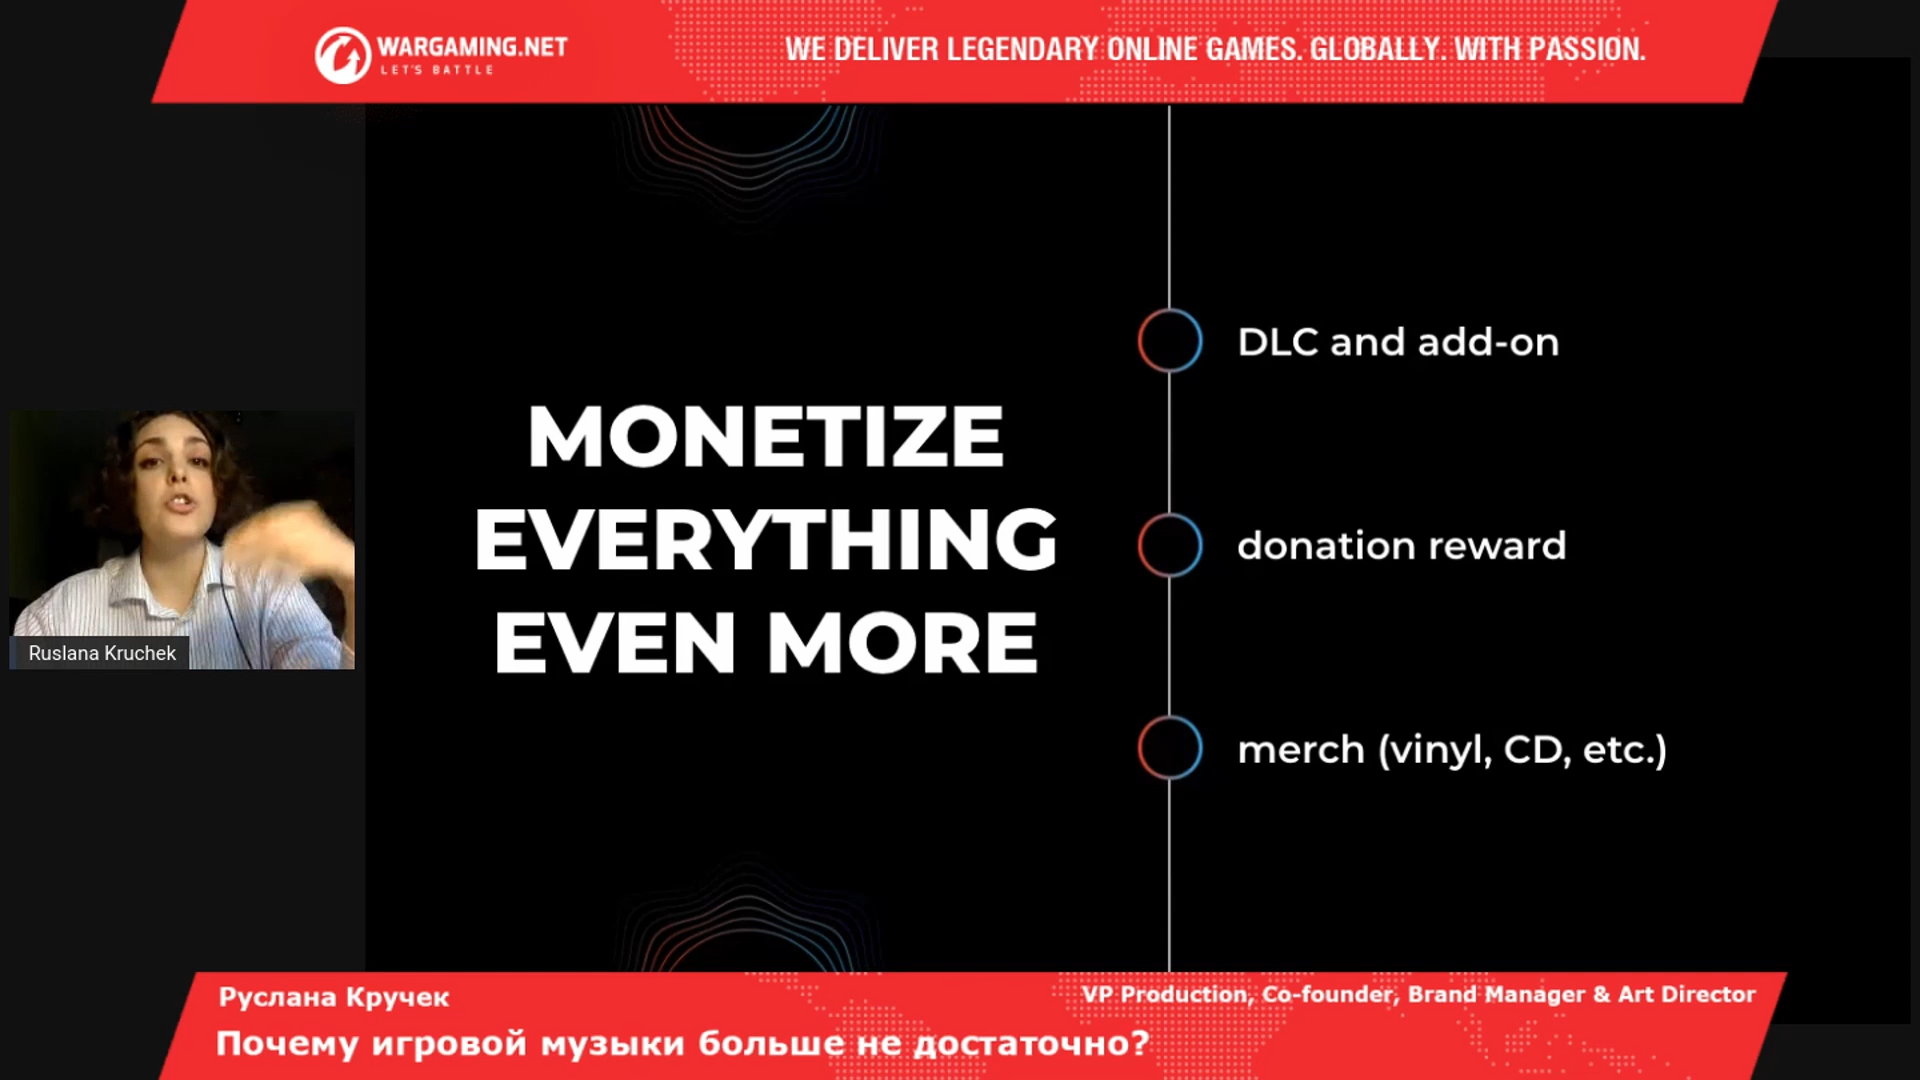 WARGAMING.NET
LET'S BATTLE
WE DELIVER LEGENDARY ONLINE GAMES. GLOBALLY. WITH PASSION.
MONETIZE
EVERYTHING
EVEN MORE
DLC and add-on
donation reward
merch (vinyl, CD, etc.)
Ruslana Kruchek
Руслана Кручек
VP Production, Co-founder, Brand Manager & Art Director
Почему игровой музыки больше не достаточно?